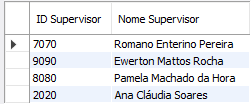 ID Supervisor Nome Supervisor
7070 Romano Enterino Pereira
9090 Ewerton Mattos Rocha
8080 Pamela Machado da Hora
2020 Ana Cláudia Soares